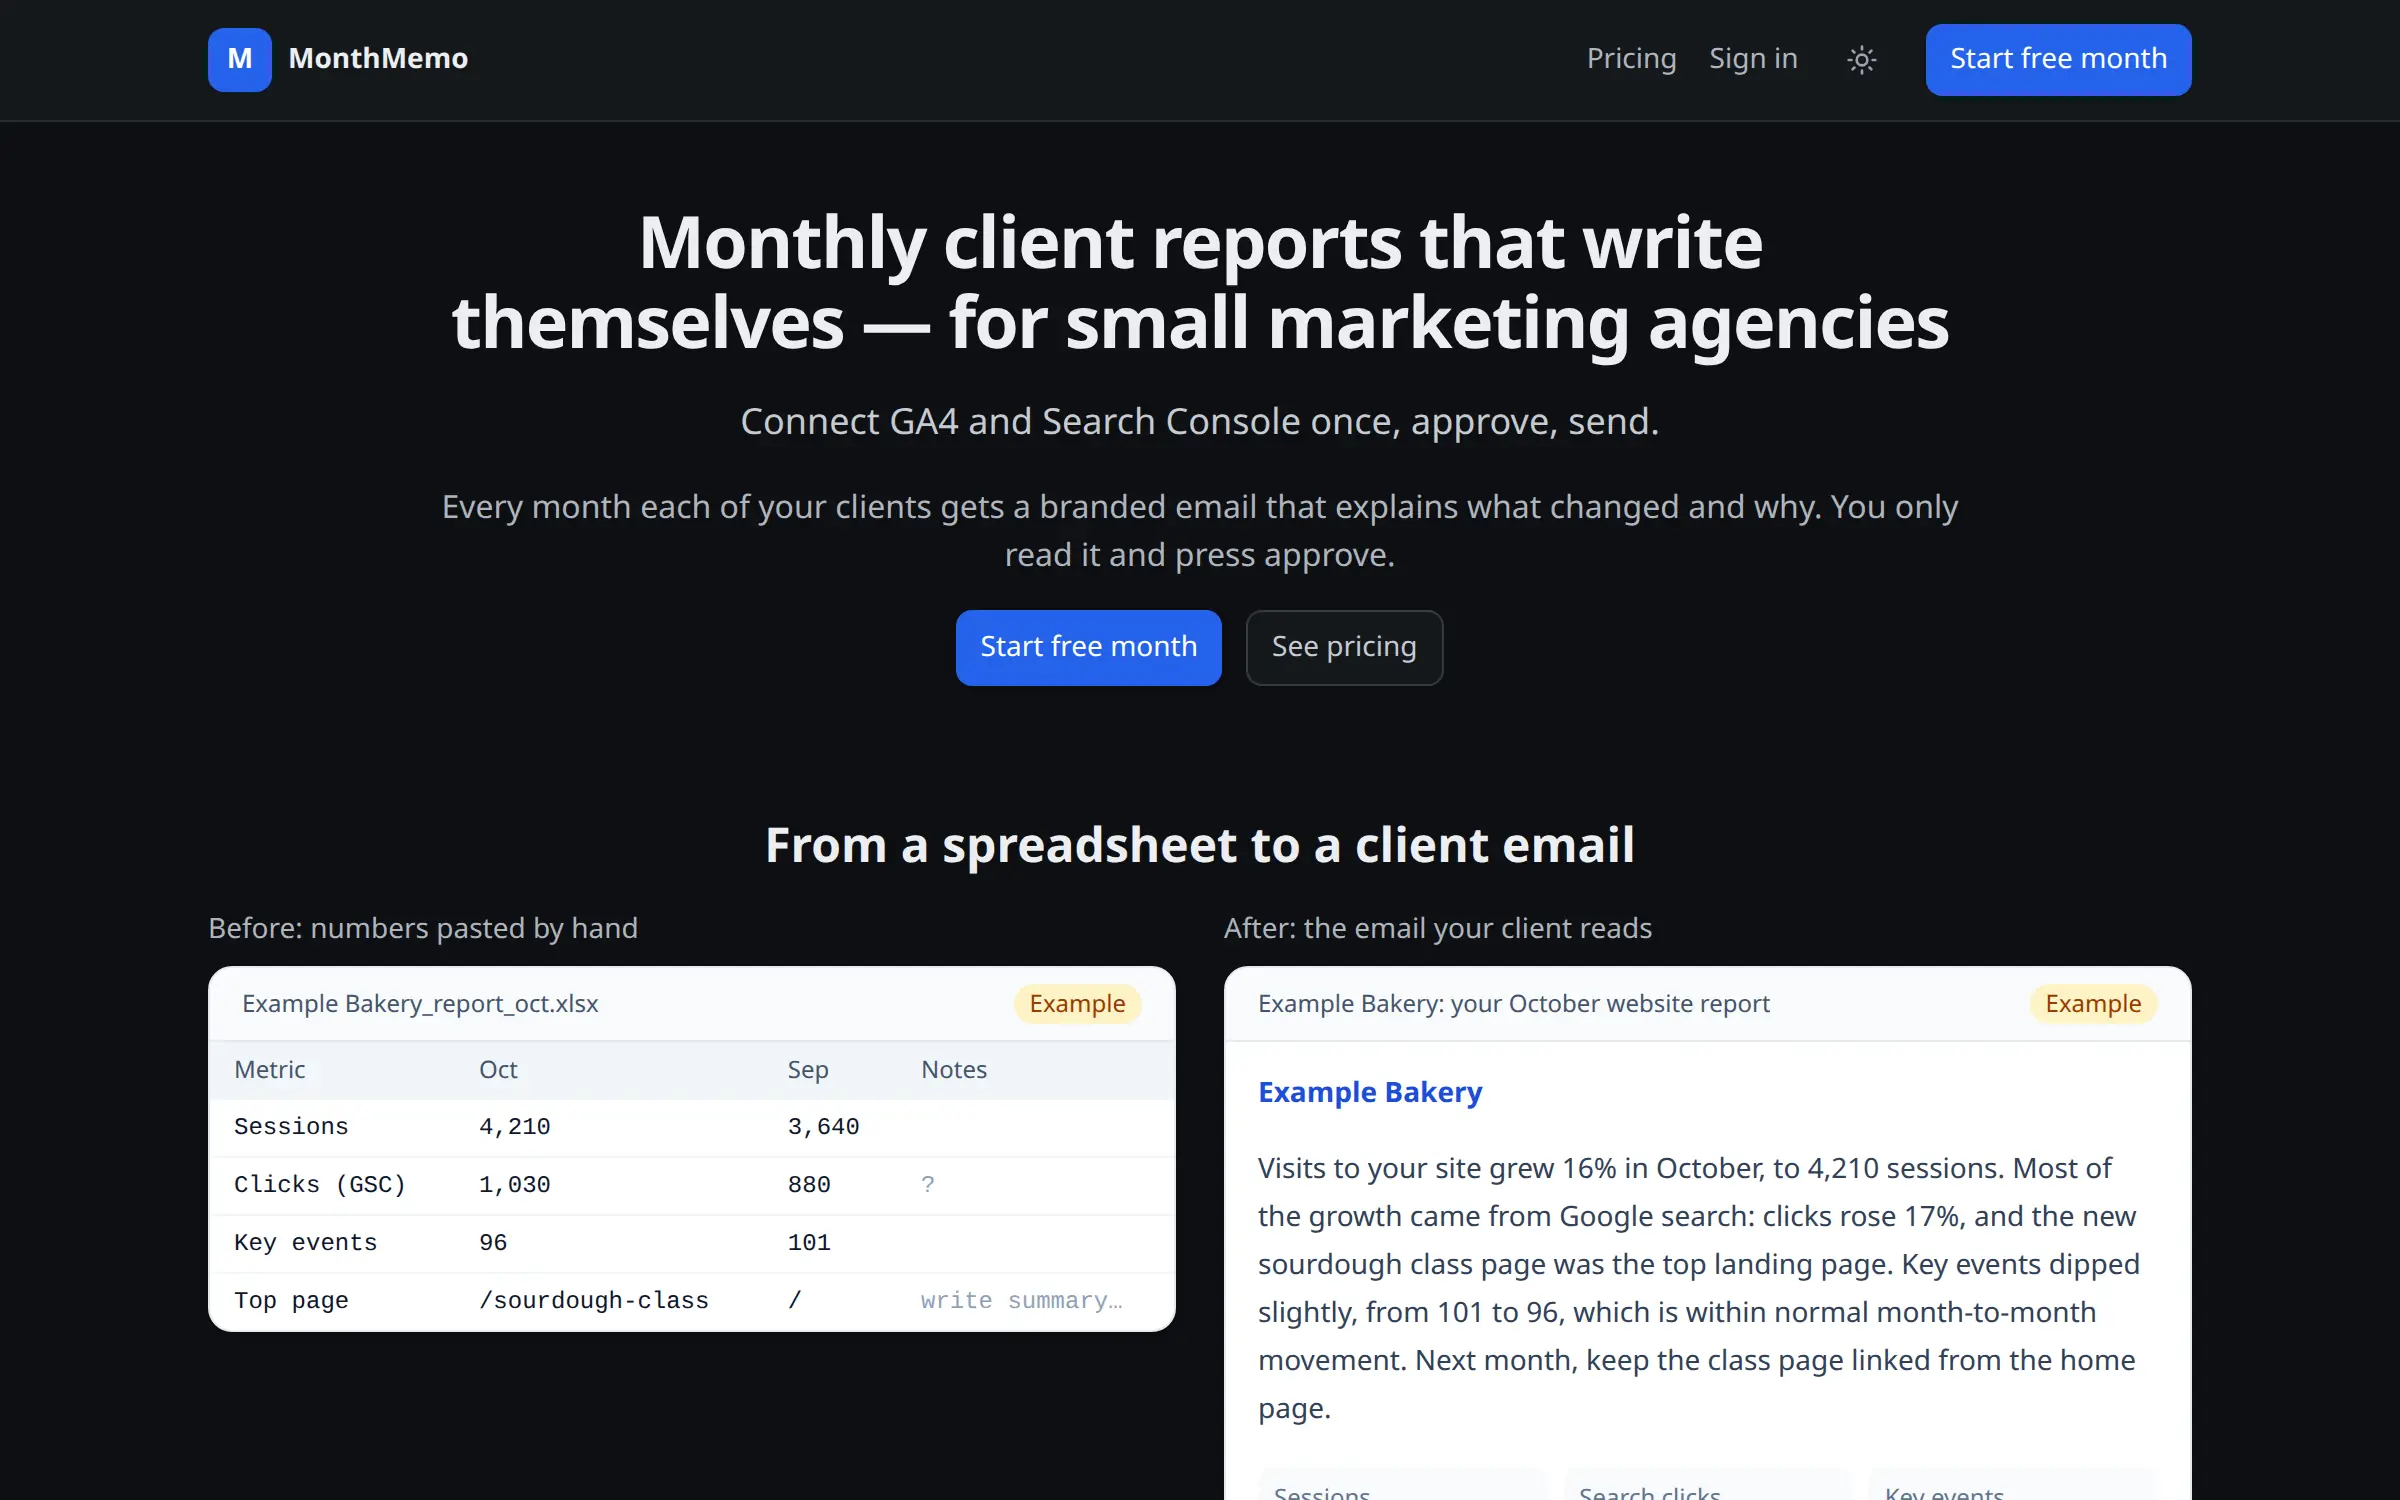 M MonthMemo Pricing Sign in Start free month
Monthly client reports that write
themselves — for small marketing agencies
Connect GA4 and Search Console once, approve, send.
Every month each of your clients gets a branded email that explains what changed and why. You only
read it and press approve.
Start free month See pricing
From a spreadsheet to a client email
Before: numbers pasted by hand
Example Bakery_report_oct.xlsx Example
Metric Oct Sep Notes
Sessions 4,210 3,640
Clicks (GSC) 1,030 880 ?
Key events 96 101
Top page /sourdough-class / write summary…
After: the email your client reads
Example Bakery: your October website report Example
Example Bakery
Visits to your site grew 16% in October, to 4,210 sessions. Most of
the growth came from Google search: clicks rose 17%, and the new
sourdough class page was the top landing page. Key events dipped
slightly, from 101 to 96, which is within normal month-to-month
movement. Next month, keep the class page linked from the home
page.
Sessions Search clicks Key events